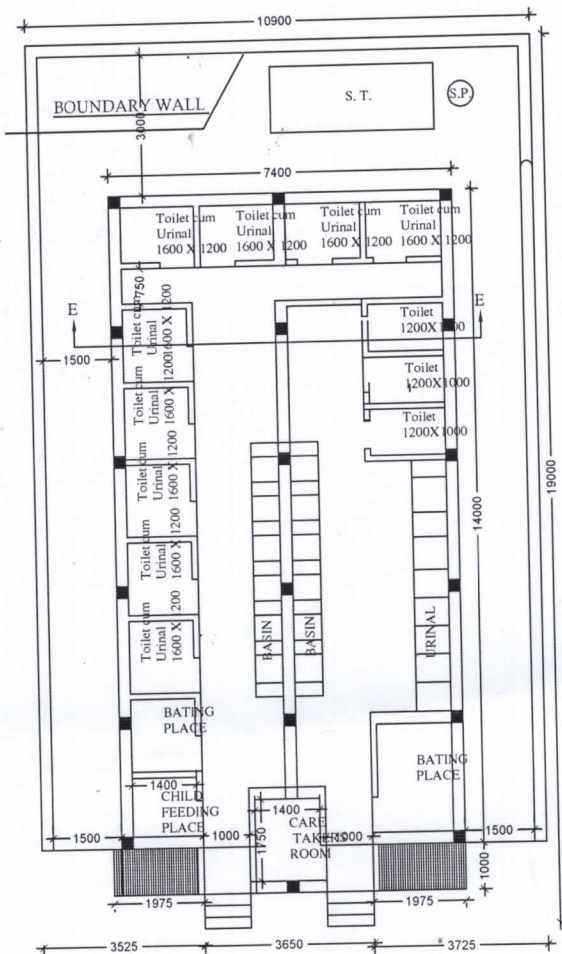 10900
BOUNDARY WALL
S. T.
S.P.
3000
7400
Toilet cum
Urinal
1600 X 1200
Toilet cum
Urinal
1600 X 1200
Toilet cum
Urinal
1600 X 1200
Toilet cum
Urinal
1600 X 1200
750
E
E
1500
Toilet cum
Urinal
1600 X 1200
Toilet cum
Urinal
1600 X 1200
Toilet cum
Urinal
1600 X 1200
Toilet cum
Urinal
1600 X 1200
Toilet cum
Urinal
1600 X 1200
Toilet
1200X1000
Toilet
1200X1000
Toilet
1200X1000
14000
19000
BASIN
BASIN
URINAL
BATING
PLACE
BATING
PLACE
1400
CHILD
FEEDING
PLACE
1400
CARE
TAKERS
ROOM
1750
1500
1000
1000
1500
1000
1975
1975
3525
3650
3725